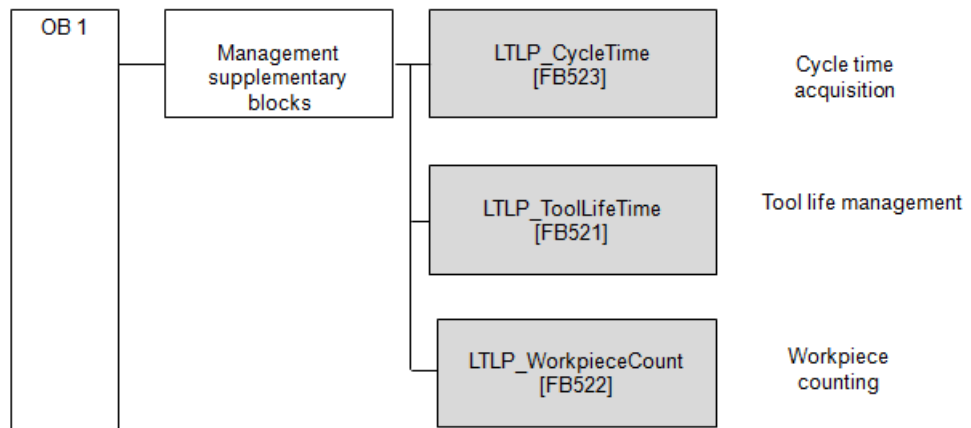 OB 1
Management
supplementary
blocks
LTLP_CycleTime
[FB523]
Cycle time
acquisition
LTLP_ToolLifeTime
[FB521]
Tool life management
LTLP_WorkpieceCount
[FB522]
Workpiece
counting